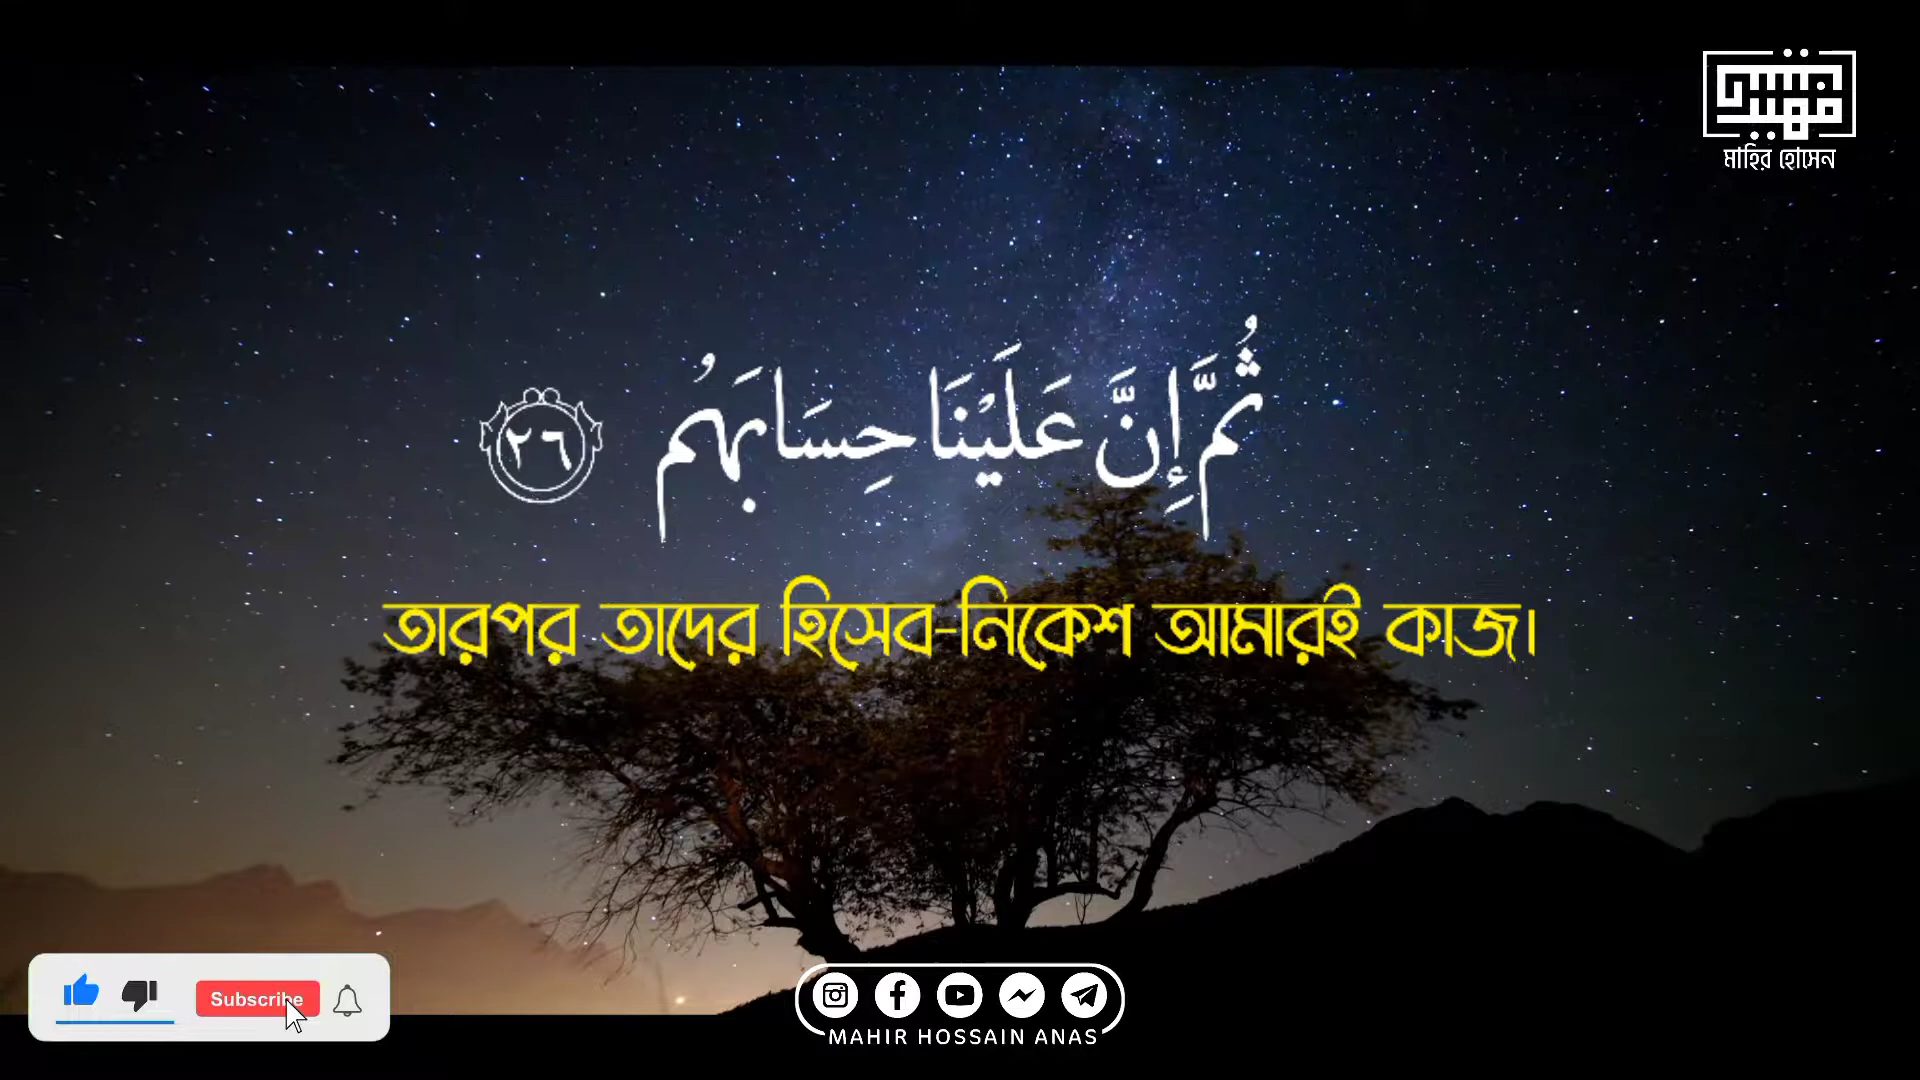 مাহির হোসেন
ثُمَّ إِنَّ عَلَيْنَا حِسَابَهُم ٢٦
তারপর তাদের হিসেব-নিকেশ আমারই কাজ।
Subscribe
MAHIR HOSSAIN ANAS